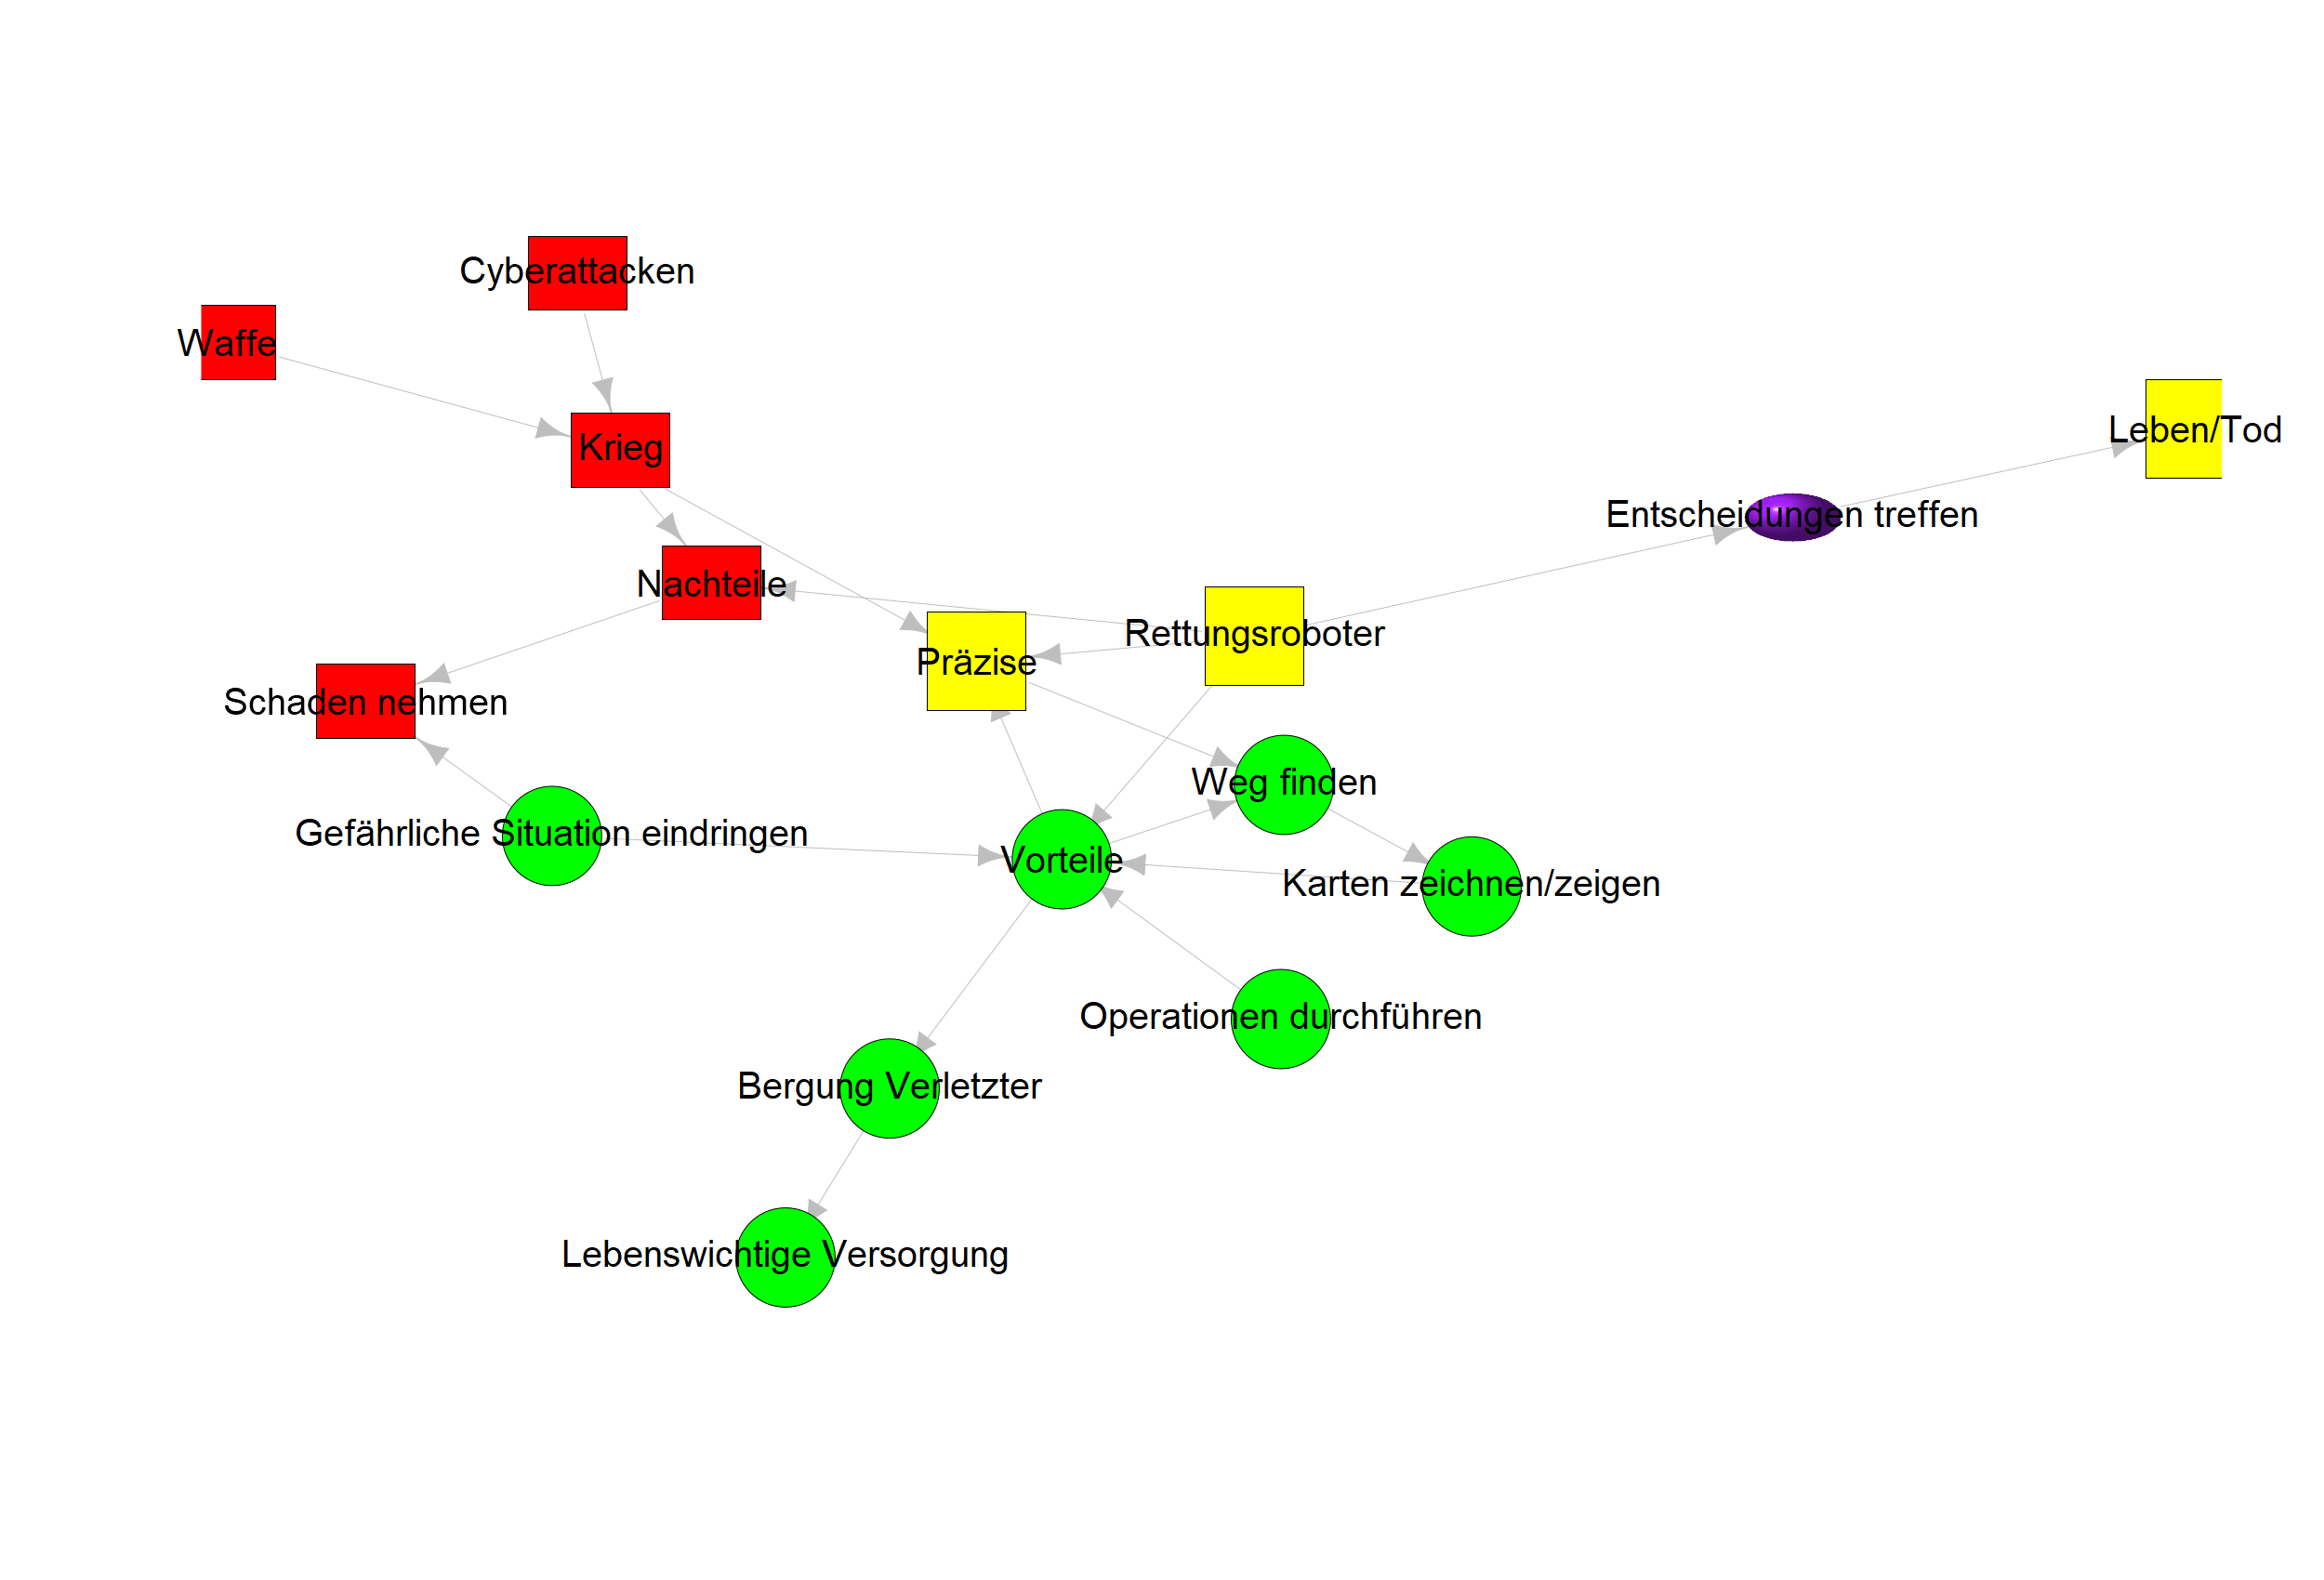 Cyberattacken
Waffe
Leben/Tod
Krieg
Entscheidungen treffen
Nachteile
Rettungsroboter
Präzise
Schaden nehmen
Weg finden
Gefährliche Situation eindringen
Vorteile
Karten zeichnen/zeigen
Operationen durchführen
Bergung Verletzter
Lebenswichtige Versorgung